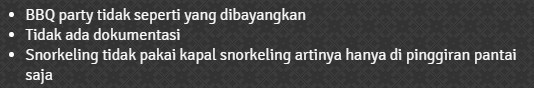 • BBQ party tidak seperti yang dibayangkan
• Tidak ada dokumentasi
• Snorkeling tidak pakai kapal snorkeling artinya hanya di pinggiran pantai
saja